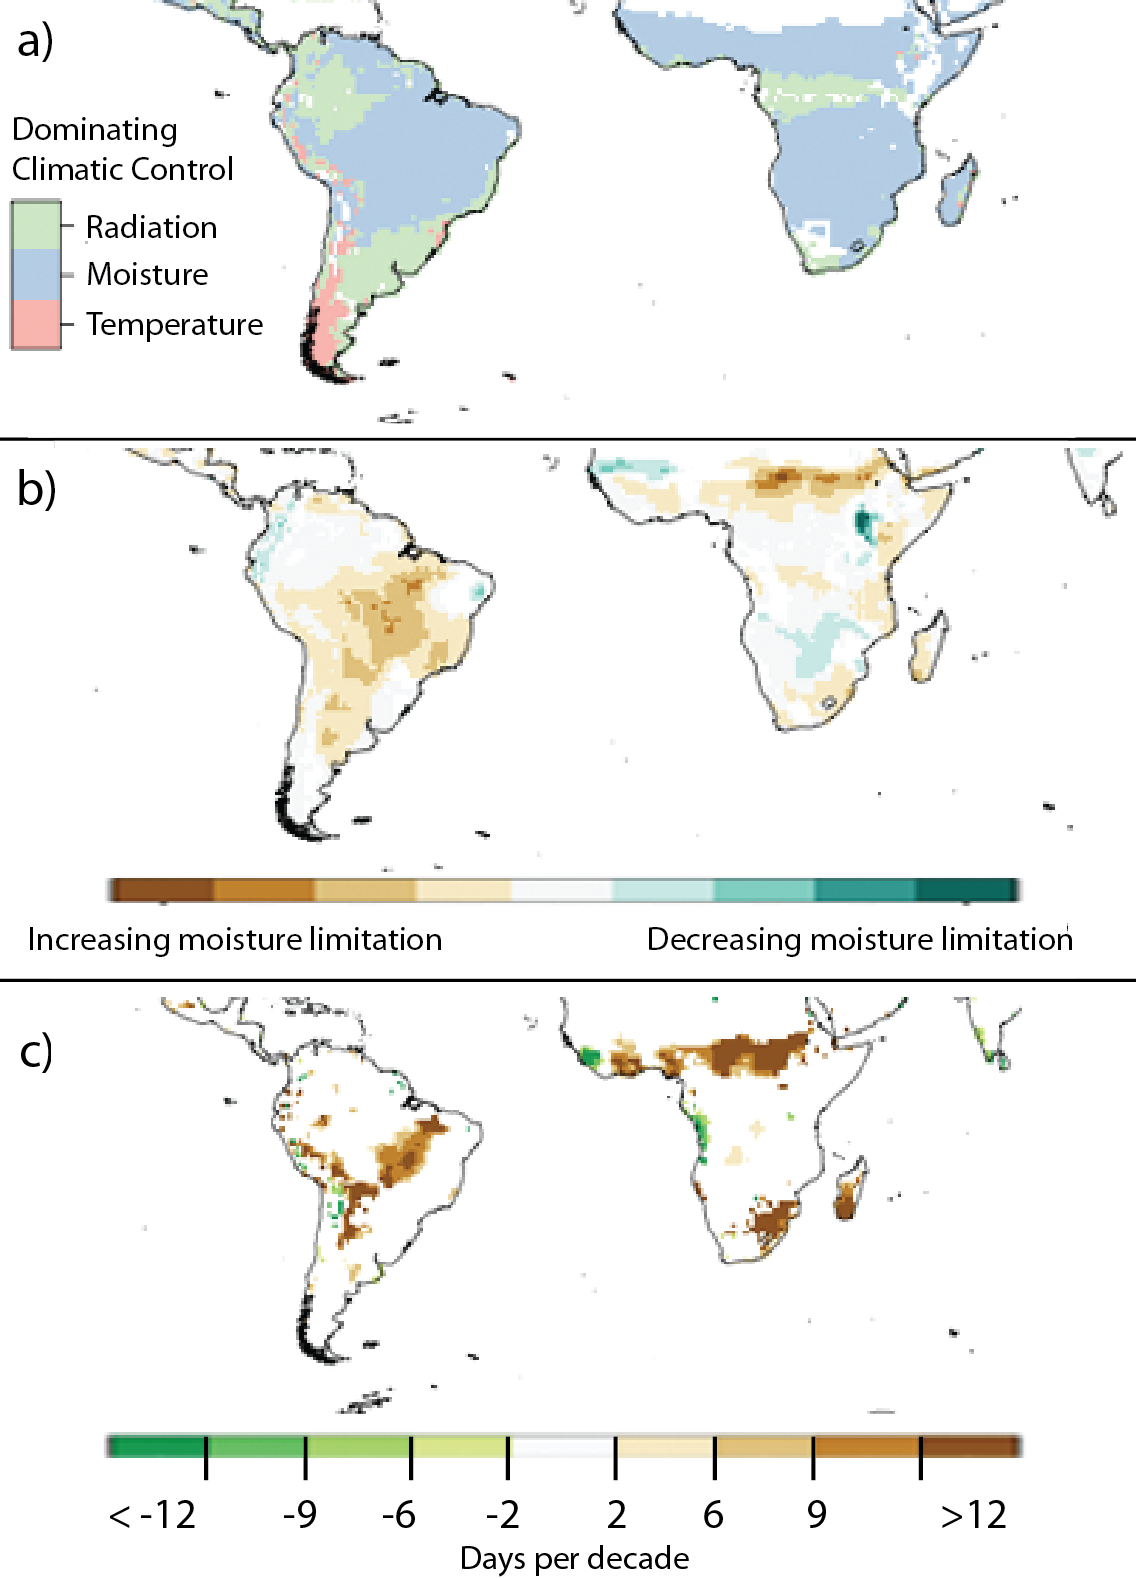 a)
Dominating
Climatic Control
Radiation
Moisture
Temperature
b)
Increasing moisture limitation
Decreasing moisture limitation
c)
< -12 -9 -6 -2 2 6 9 >12
Days per decade